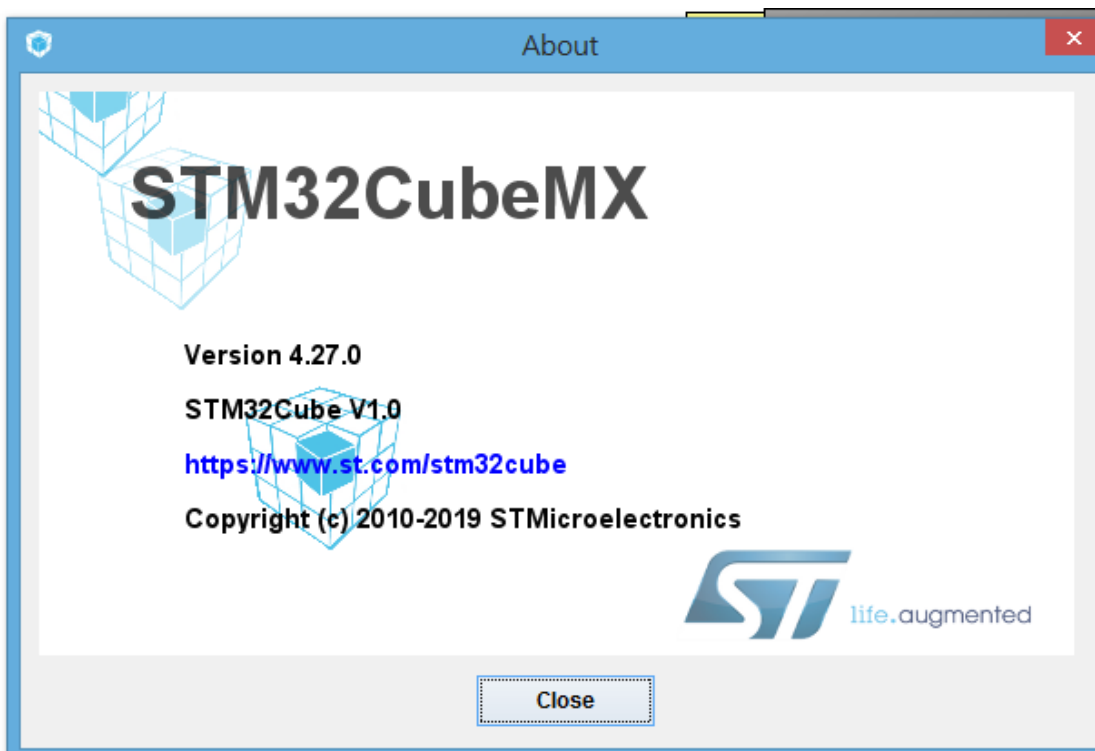 About
STM32CubeMX
Version 4.27.0
STM32Cube V1.0
https://www.st.com/stm32cube
Copyright (c) 2010-2019 STMicroelectronics
ST life.augmented
Close